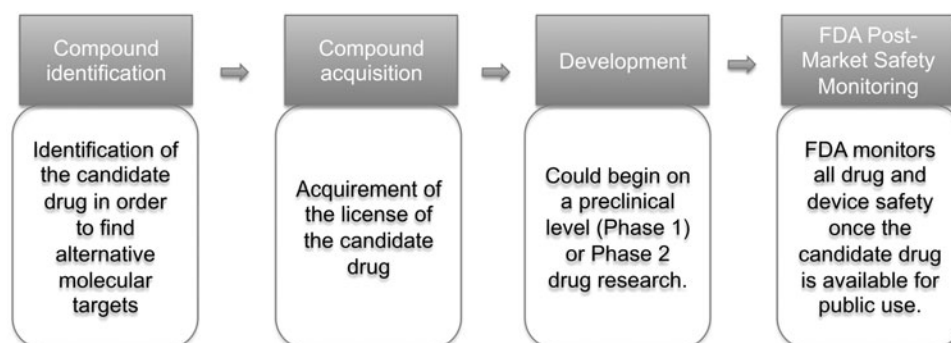 Compound
identification
Identification of
the candidate
drug in order
to find
alternative
molecular
targets
Compound
acquisition
Acquirement of
the license of
the candidate
drug
Development
Could begin on
a preclinical
level (Phase 1)
or Phase 2
drug research.
FDA Post-
Market Safety
Monitoring
FDA monitors
all drug and
device safety
once the
candidate drug
is available for
public use.